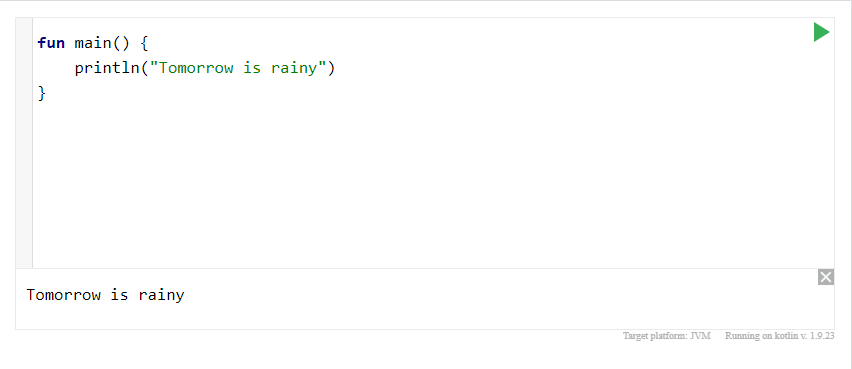 fun main() {
    println("Tomorrow is rainy")
}
Tomorrow is rainy
Target platform: JVM Running on kotlin v. 1.9.23